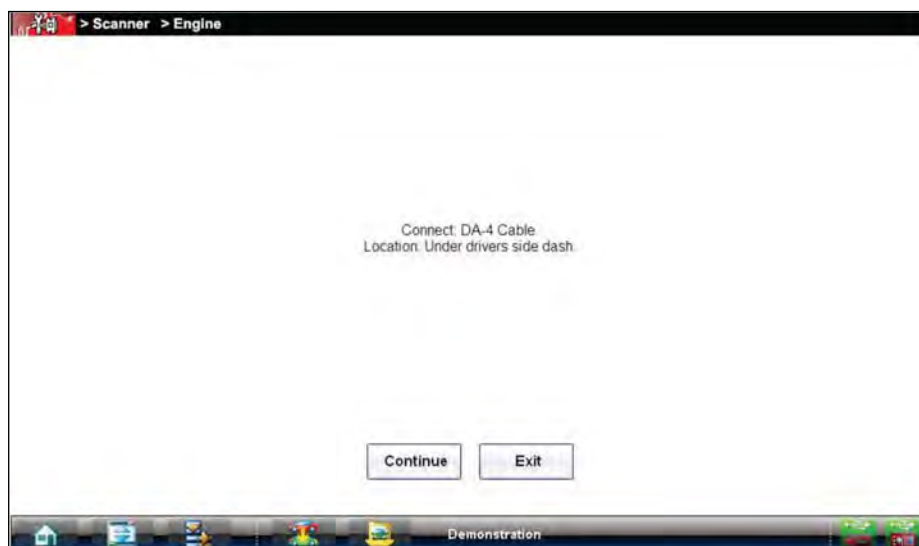 > Scanner > Engine
Connect: DA-4 Cable
Location: Under drivers side dash.
Continue
Exit
Demonstration